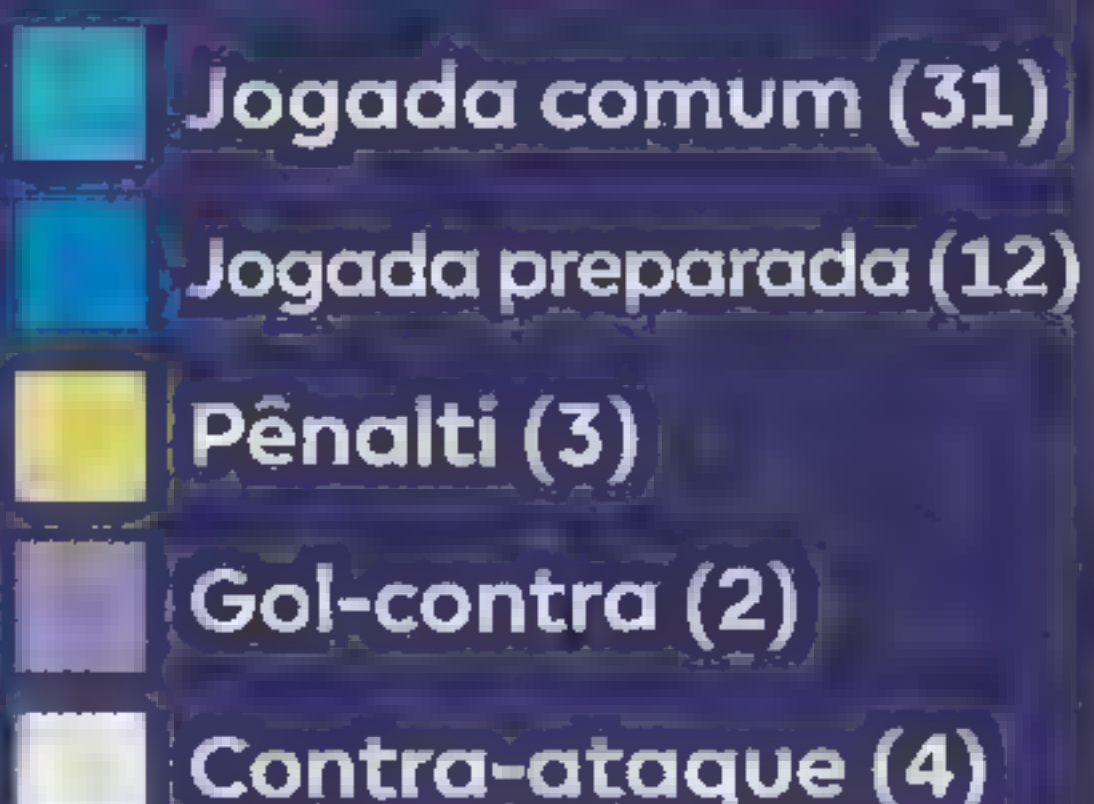 Jogada comum (31)
Jogada preparada (12)
Pênalti (3)
Gol-contra (2)
Contra-ataque (4)